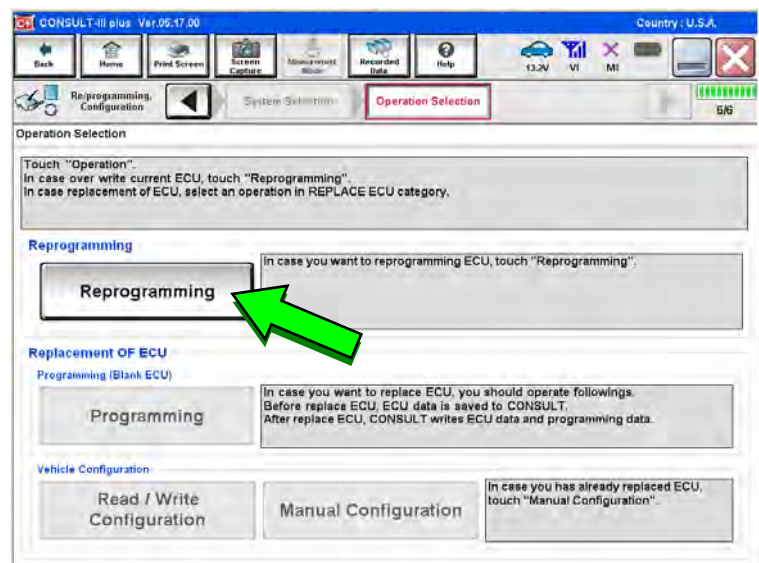 CONSULT-III plus Ver.05.17.00
Country : U.S.A.
Back
Home
Print Screen
Screen Capture
Measurement Mode
Recorded Data
Help
13.2V
VI
MI
Re/programming, Configuration
System Selection
Operation Selection
6/6
Operation Selection
Touch "Operation".
In case over write current ECU, touch "Reprogramming".
In case replacement of ECU, select an operation in REPLACE ECU category.
Reprogramming
Reprogramming
In case you want to reprogramming ECU, touch "Reprogramming".
Replacement OF ECU
Programming (Blank ECU)
Programming
In case you want to replace ECU, you should operate followings.
Before replace ECU, ECU data is saved to CONSULT.
After replace ECU, CONSULT writes ECU data and programming data.
Vehicle Configuration
Read / Write
Configuration
Manual Configuration
In case you has already replaced ECU,
touch "Manual Configuration".